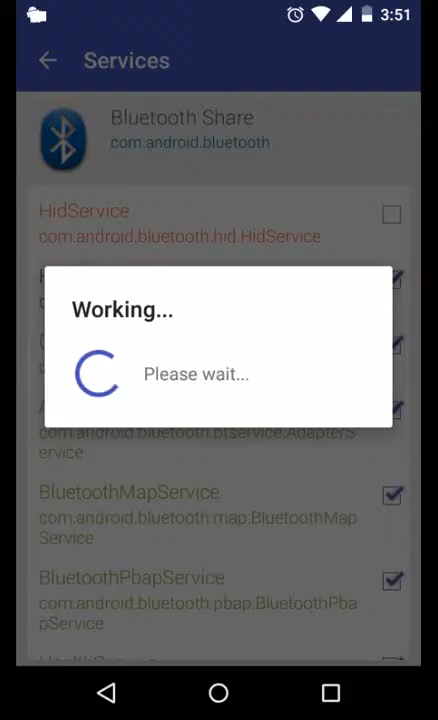 3:51
Services
Bluetooth Share
com.android.bluetooth
HidService
com.android.bluetooth.hid.HidService
Working...
Please wait...
com.android.bluetooth.btservice.AdapterS
ervice
BluetoothMapService
com.android.bluetooth.map.BluetoothMap
Service
BluetoothPbapService
com.android.bluetooth.pbap.BluetoothPba
pService